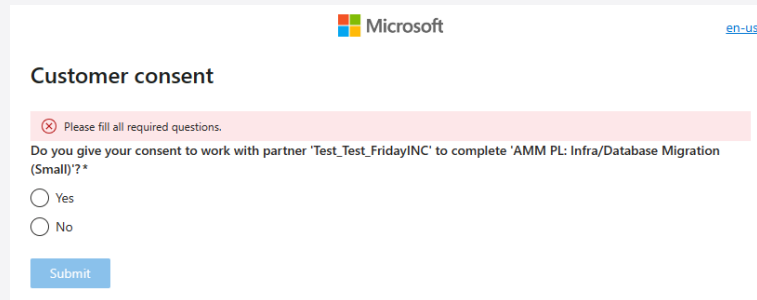 Microsoft
en-us
Customer consent
Please fill all required questions.
Do you give your consent to work with partner 'Test_Test_FridayINC' to complete 'AMM PL: Infra/Database Migration
(Small)'?*
Yes
No
Submit